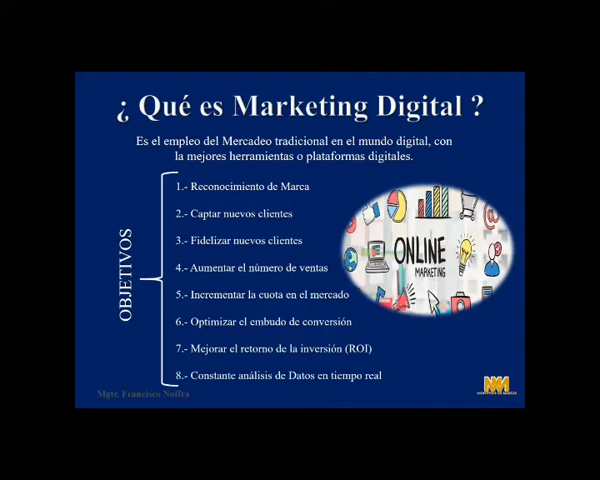 ¿ Qué es Marketing Digital ?
Es el empleo del Mercadeo tradicional en el mundo digital, con
la mejores herramientas o plataformas digitales.
OBJETIVOS
1.- Reconocimiento de Marca
2.- Captar nuevos clientes
3.- Fidelizar nuevos clientes
4.- Aumentar el número de ventas
5.- Incrementar la cuota en el mercado
6.- Optimizar el embudo de conversión
7.- Mejorar el retorno de la inversión (ROI)
8.- Constante análisis de Datos en tiempo real
ONLINE
MARKETING
Mgtr. Francisco Noffra